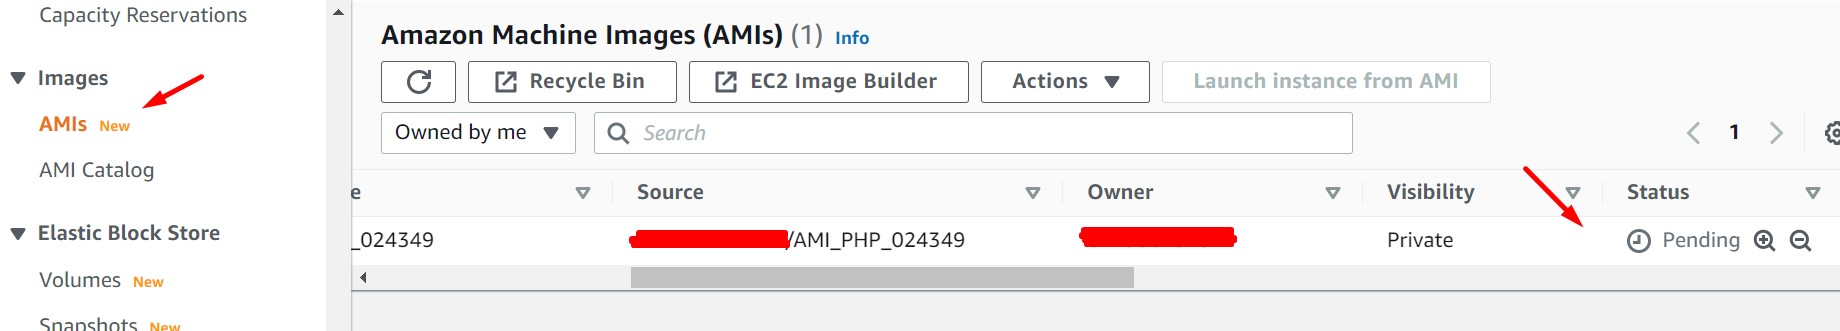 Capacity Reservations
Images
AMIs New
AMI Catalog
Elastic Block Store
Volumes New
Snapshots New
Amazon Machine Images (AMIs) (1) Info
Recycle Bin
EC2 Image Builder
Actions
Launch instance from AMI
Owned by me
Search
1
e
Source
Owner
Visibility
Status
_024349
/AMI_PHP_024349
Private
Pending